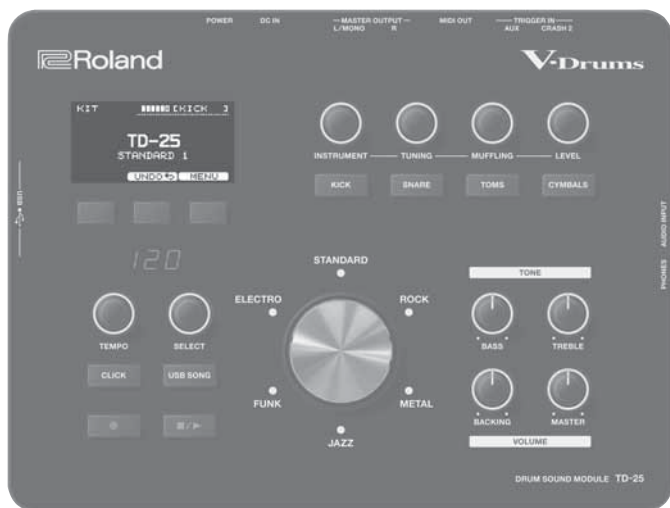 POWER DC IN MASTER OUTPUT MIDI OUT TRIGGER IN
L/MONO R AUX CRASH 2
Roland
V-Drums
KIT [KICK 3
TD-25
STANDARD 1
UNDO MENU
INSTRUMENT TUNING MUFFLING LEVEL
KICK SNARE TOMS CYMBALS
USB
PHONES AUDIO INPUT
120
TEMPO SELECT
CLICK USB SONG
STANDARD
ELECTRO ROCK
FUNK METAL
JAZZ
TONE
BASS TREBLE
BACKING MASTER
VOLUME
DRUM SOUND MODULE TD-25